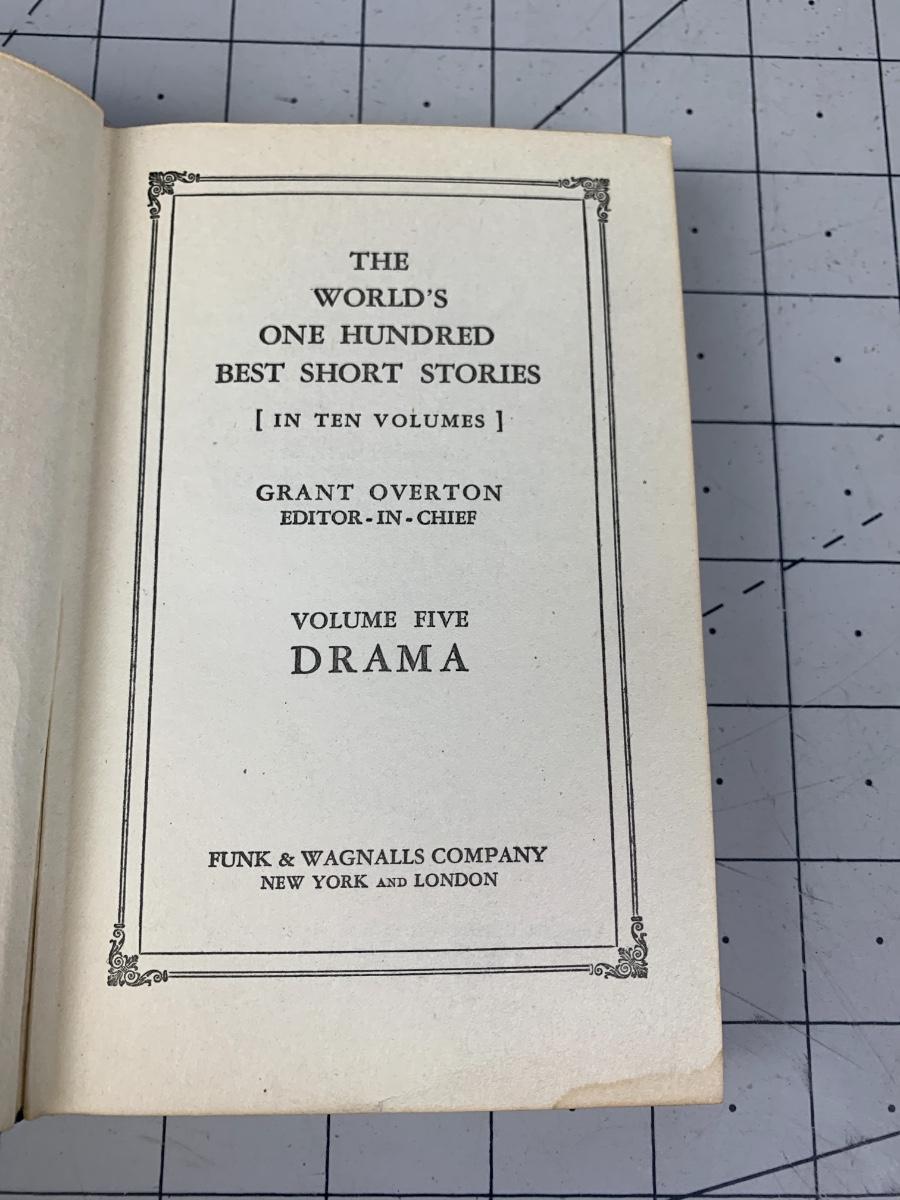 THE
WORLD'S
ONE HUNDRED
BEST SHORT STORIES
[ IN TEN VOLUMES ]
GRANT OVERTON
EDITOR-IN-CHIEF
VOLUME FIVE
DRAMA
FUNK & WAGNALLS COMPANY
NEW YORK AND LONDON